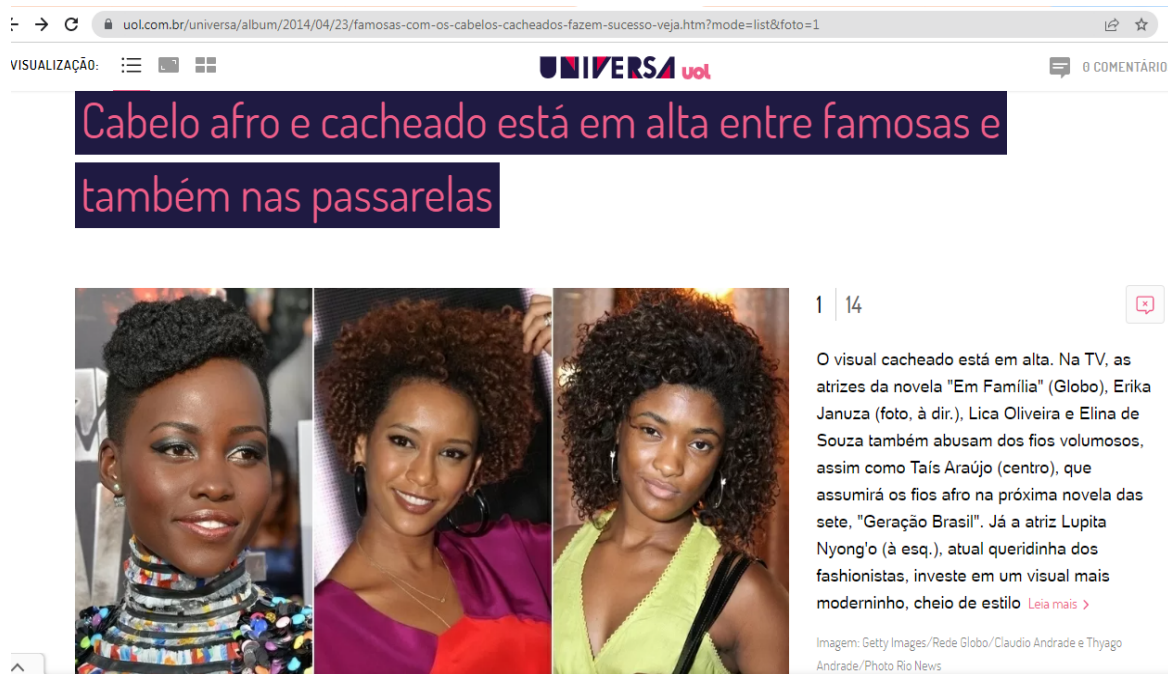 uol.com.br/universa/album/2014/04/23/famosas-com-os-cabelos-cacheados-fazem-sucesso-veja.htm?mode=list&foto=1
VISUALIZAÇÃO:
UNIVERSA uol
0 COMENTÁRIO
Cabelo afro e cacheado está em alta entre famosas e
também nas passarelas
1 14
O visual cacheado está em alta. Na TV, as
atrizes da novela "Em Família" (Globo), Erika
Januza (foto, à dir.), Lica Oliveira e Elina de
Souza também abusam dos fios volumosos,
assim como Taís Araújo (centro), que
assumirá os fios afro na próxima novela das
sete, "Geração Brasil". Já a atriz Lupita
Nyong'o (à esq.), atual queridinha dos
fashionistas, investe em um visual mais
moderninho, cheio de estilo Leia mais >
Imagem: Getty Images/Rede Globo/Claudio Andrade e Thyago
Andrade/Photo Rio News